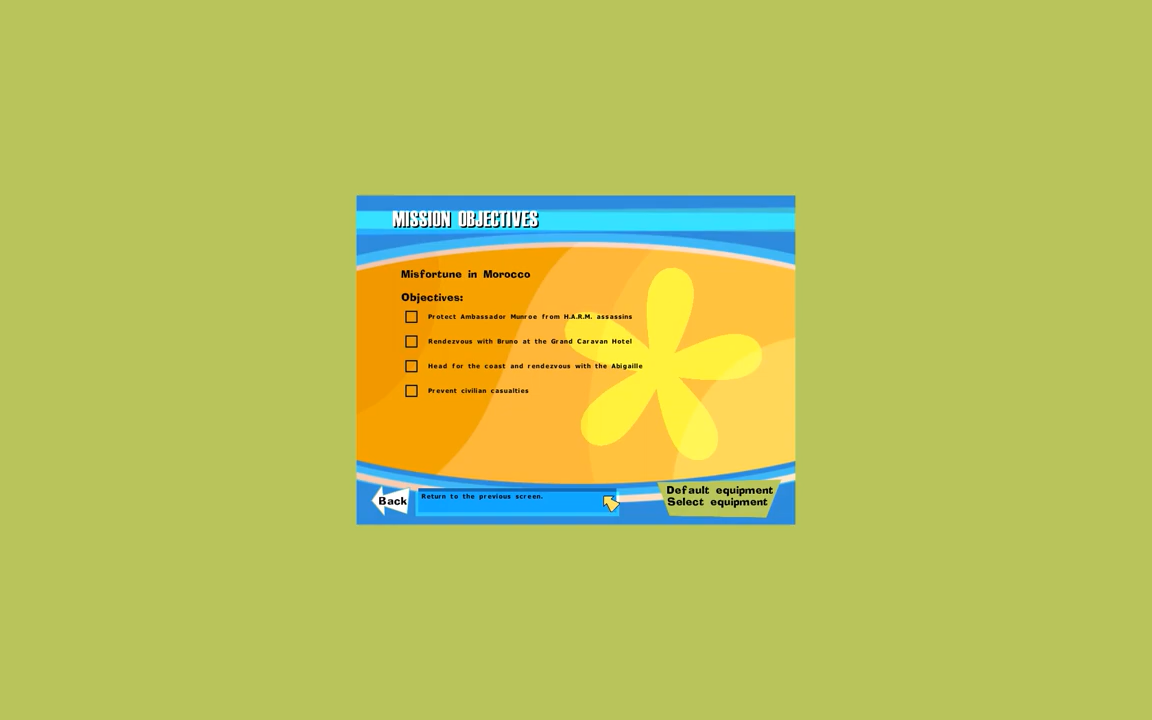 MISSION OBJECTIVES
Misfortune in Morocco
Objectives:
Protect Ambassador Munroe from H.A.R.M. assassins
Rendezvous with Bruno at the Grand Caravan Hotel
Head for the coast and rendezvous with the Abigaille
Prevent civilian casualties
Back
Return to the previous screen.
Default equipment
Select equipment